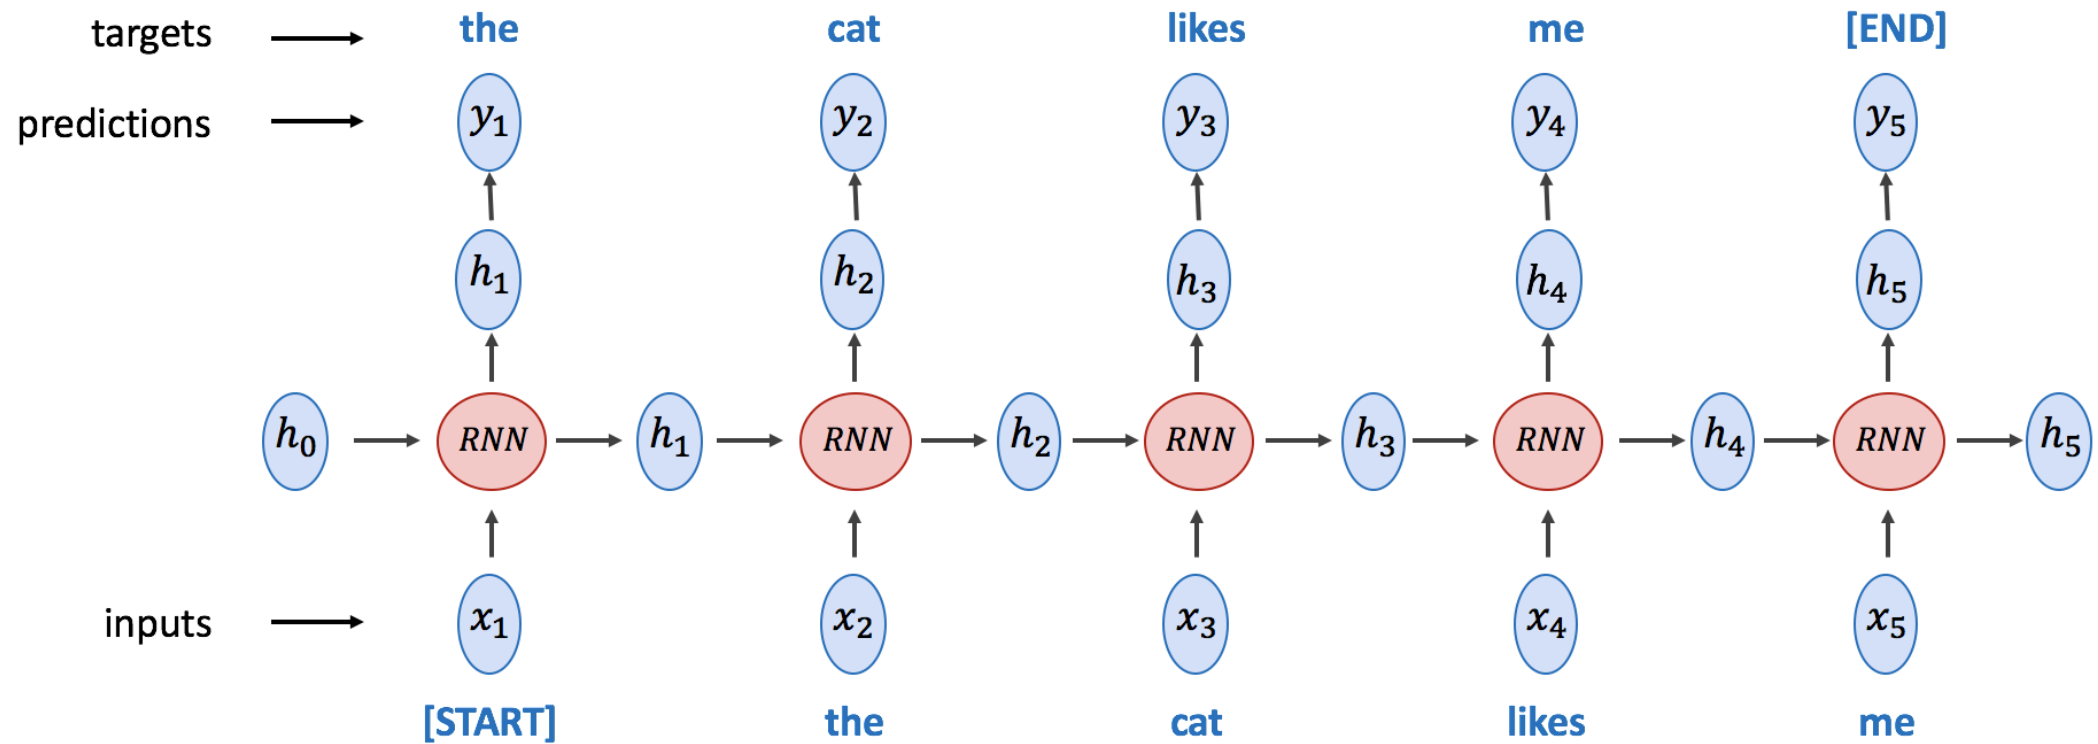 targets the cat likes me [END]
predictions y₁ y₂ y₃ y₄ y₅
h₁ h₂ h₃ h₄ h₅
h₀ RNN h₁ RNN h₂ RNN h₃ RNN h₄ RNN h₅
inputs x₁ x₂ x₃ x₄ x₅
[START] the cat likes me